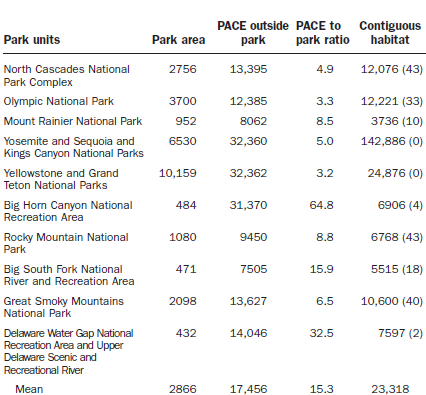 PACE outside PACE to Contiguous
Park units Park area park park ratio habitat
North Cascades National 2756 13,395 4.9 12,076 (43)
Park Complex
Olympic National Park 3700 12,385 3.3 12,221 (33)
Mount Rainier National Park 952 8062 8.5 3736 (10)
Yosemite and Sequoia and 6530 32,360 5.0 142,886 (0)
Kings Canyon National Parks
Yellowstone and Grand 10,159 32,362 3.2 24,876 (0)
Teton National Parks
Big Horn Canyon National 484 31,370 64.8 6906 (4)
Recreation Area
Rocky Mountain National 1080 9450 8.8 6768 (43)
Park
Big South Fork National 471 7505 15.9 5515 (18)
River and Recreation Area
Great Smoky Mountains 2098 13,627 6.5 10,600 (40)
National Park
Delaware Water Gap National 432 14,046 32.5 7597 (2)
Recreation Area and Upper
Delaware Scenic and
Recreational River
Mean 2866 17,456 15.3 23,318